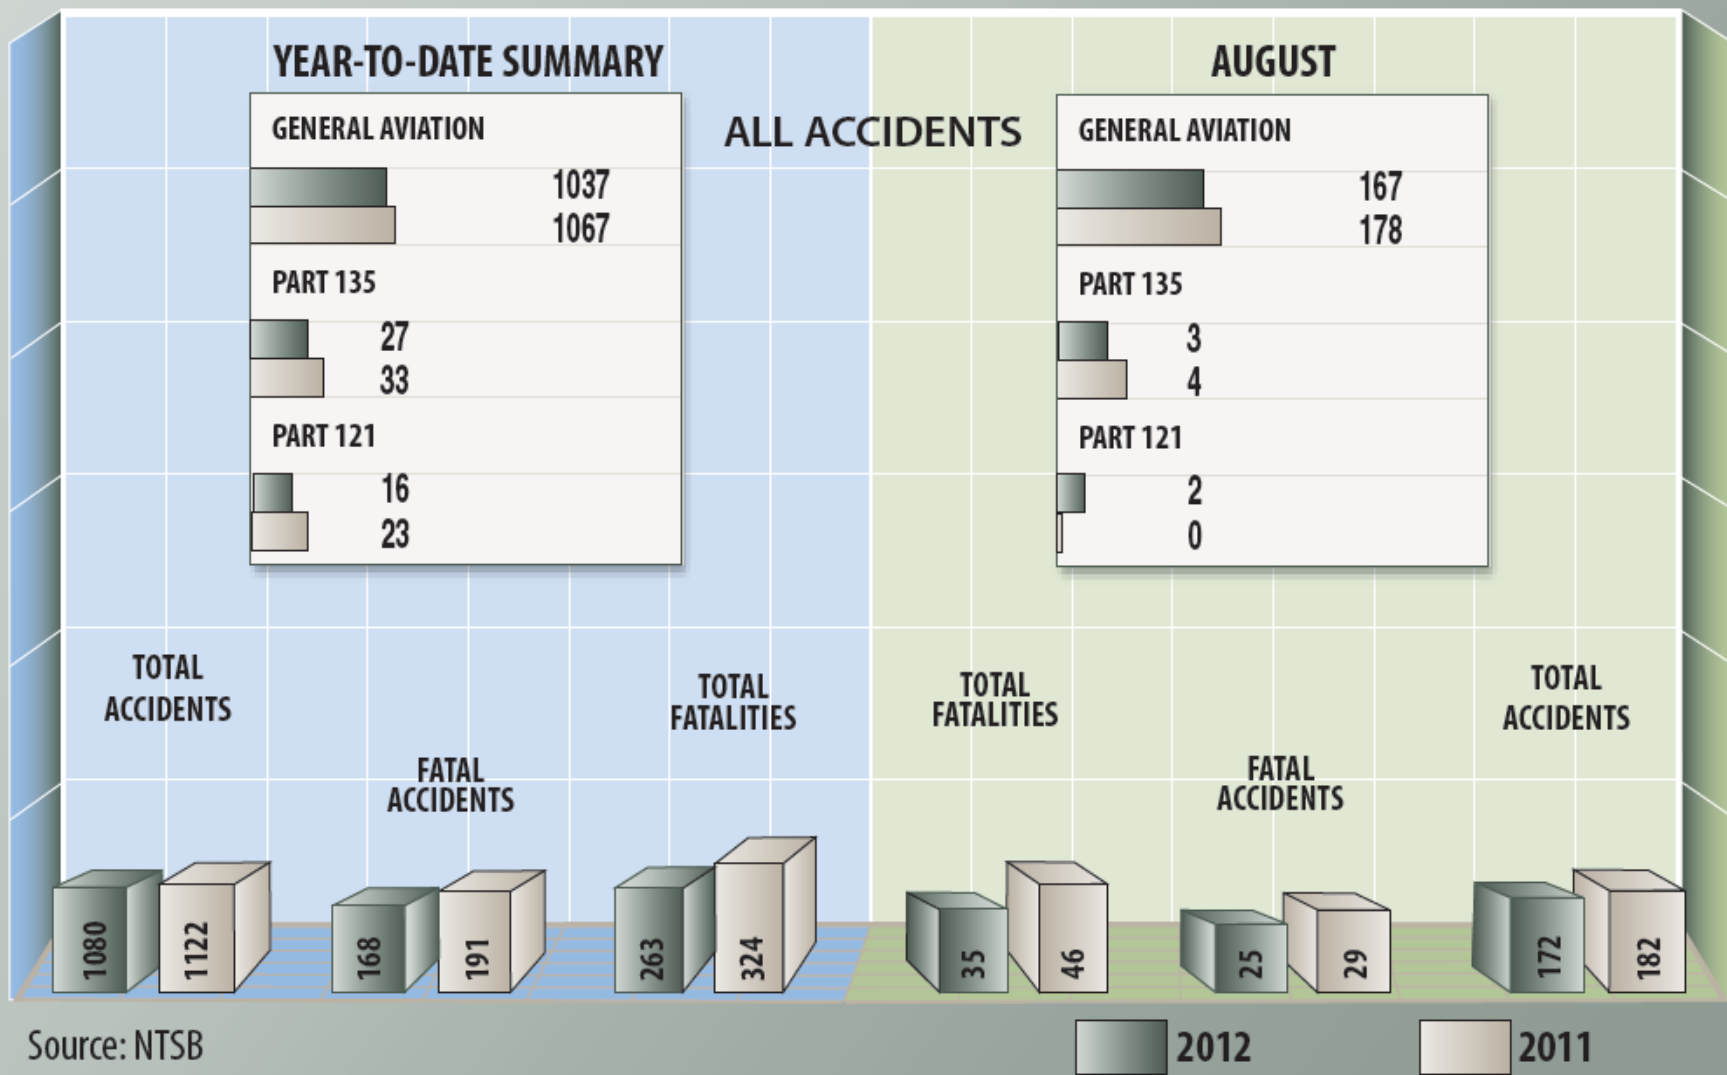 YEAR-TO-DATE SUMMARY
GENERAL AVIATION
1037
1067
PART 135
27
33
PART 121
16
23
ALL ACCIDENTS
AUGUST
GENERAL AVIATION
167
178
PART 135
3
4
PART 121
2
0
TOTAL
ACCIDENTS
1080
1122
FATAL
ACCIDENTS
168
191
TOTAL
FATALITIES
263
324
TOTAL
FATALITIES
35
46
FATAL
ACCIDENTS
25
29
TOTAL
ACCIDENTS
172
182
Source: NTSB
2012
2011